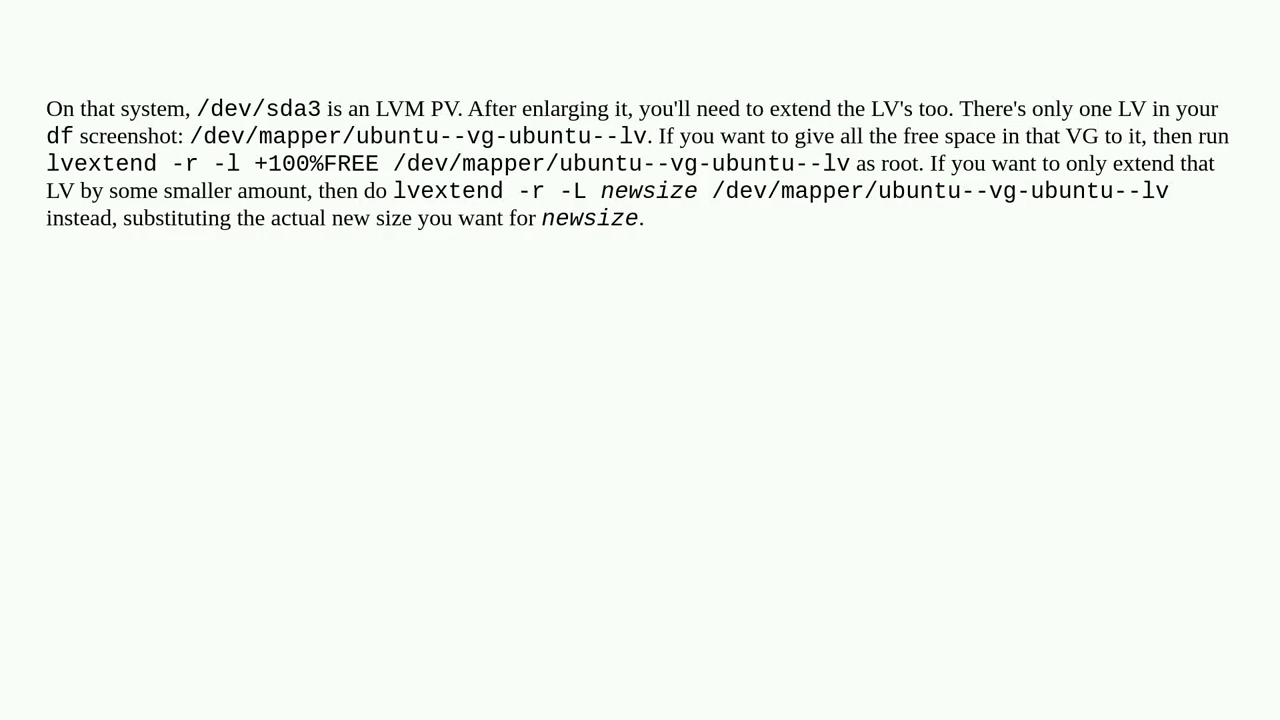 On that system, /dev/sda3 is an LVM PV. After enlarging it, you'll need to extend the LV's too. There's only one LV in your
df screenshot: /dev/mapper/ubuntu--vg-ubuntu--lv. If you want to give all the free space in that VG to it, then run
lvextend -r -l +100%FREE /dev/mapper/ubuntu--vg-ubuntu--lv as root. If you want to only extend that
LV by some smaller amount, then do lvextend -r -L newsize /dev/mapper/ubuntu--vg-ubuntu--lv
instead, substituting the actual new size you want for newsize.